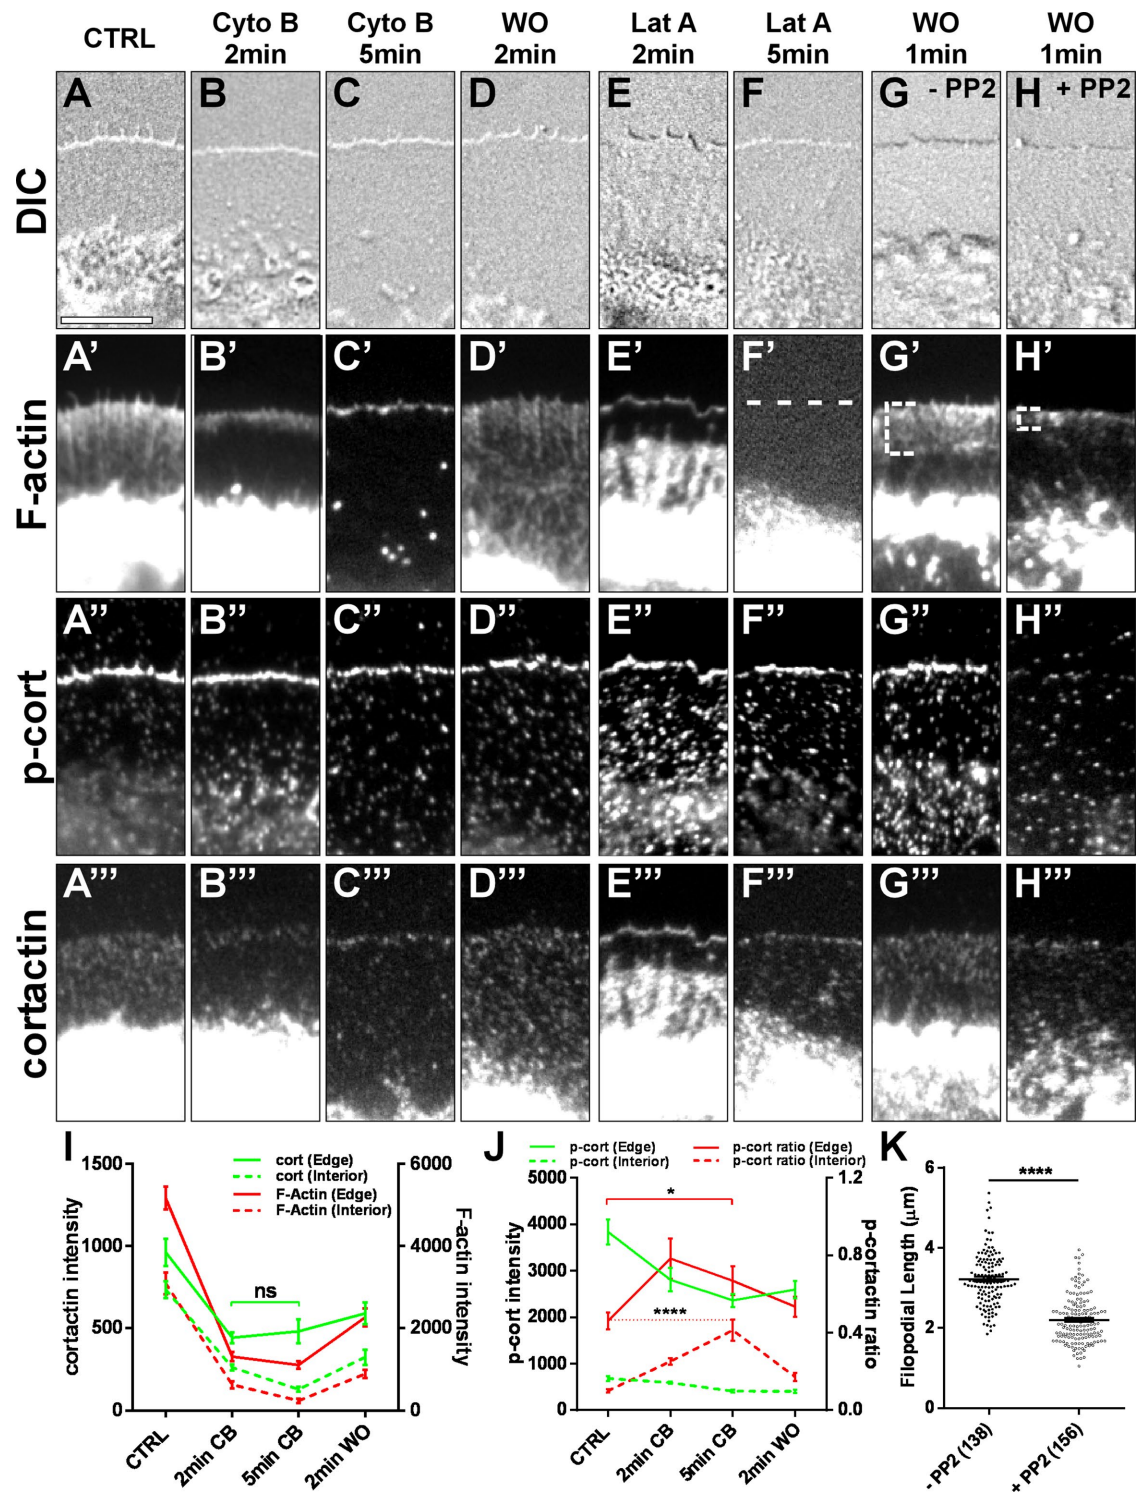 CTRL
Cyto B
2min
Cyto B
5min
WO
2min
Lat A
2min
Lat A
5min
WO
1min
WO
1min
DIC
A
B
C
D
E
F
G - PP2
H + PP2
F-actin
A’
B’
C’
D’
E’
F’
G’
H’
p-cort
A’’
B’’
C’’
D’’
E’’
F’’
G’’
H’’
cortactin
A’’’
B’’’
C’’’
D’’’
E’’’
F’’’
G’’’
H’’’
I
cort (Edge)
cort (Interior)
F-Actin (Edge)
F-Actin (Interior)
cortactin intensity
1500
1000
500
0
ns
6000
4000
2000
0
F-actin intensity
CTRL
2min CB
5min CB
2min WO
J
p-cort (Edge)
p-cort (Interior)
p-cort ratio (Edge)
p-cort ratio (Interior)
p-cort intensity
5000
4000
3000
2000
1000
0
*
****
1.2
0.8
0.4
0.0
p-cortactin ratio
CTRL
2min CB
5min CB
2min WO
K
Filopodial Length (μm)
6
4
2
0
****
- PP2 (138)
+ PP2 (156)